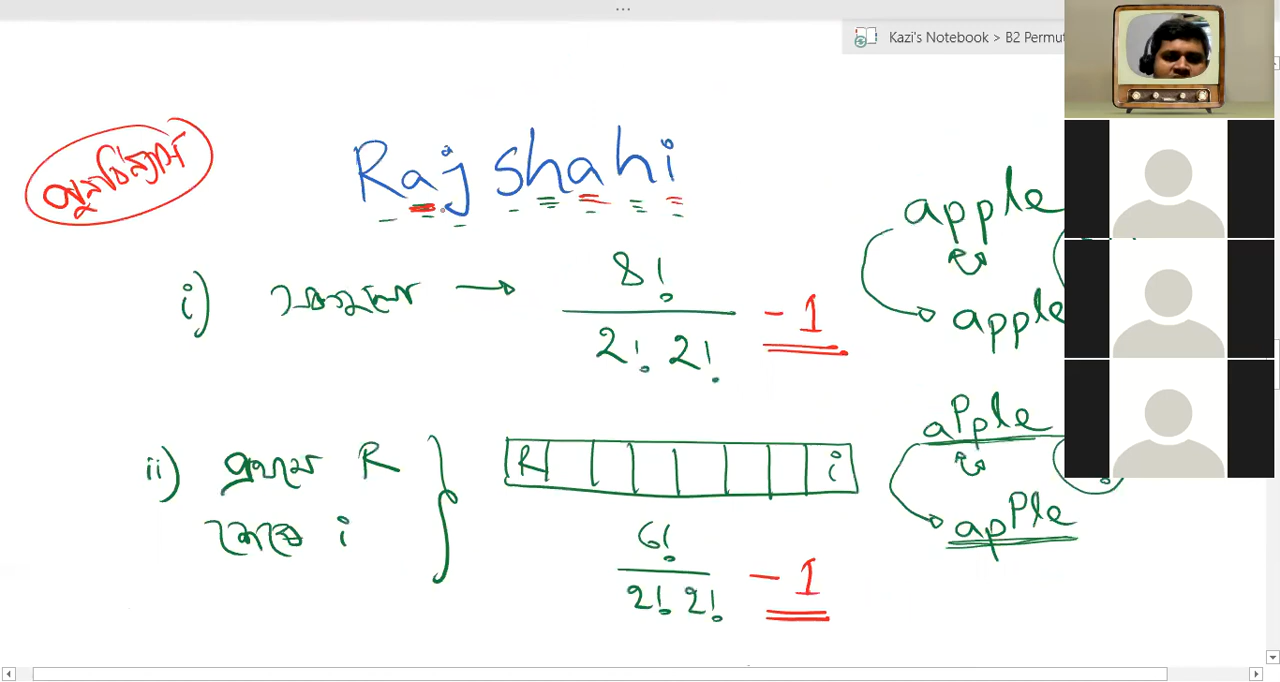 Kazi's Notebook > B2 Permut
পুনর্বিন্যাস
Rajshahi
apple
apple
i) → 8! / 2! 2! - 1
aPple
apPle
ii) প্রথমে R
শেষে i
R i
6! / 2! 2! - 1